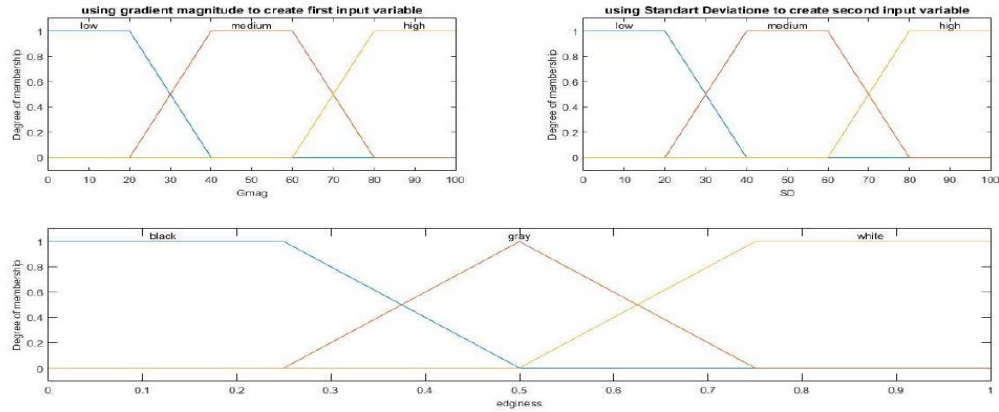 using gradient magnitude to create first input variable
low medium high
1
0.8
0.6
0.4
0.2
0
Degree of membership
0 10 20 30 40 50 60 70 80 90 100
Gmag
using Standart Deviatione to create second input variable
low medium high
1
0.8
0.6
0.4
0.2
0
Degree of membership
0 10 20 30 40 50 60 70 80 90 100
SD
black gray white
1
0.8
0.6
0.4
0.2
0
Degree of membership
0 0.1 0.2 0.3 0.4 0.5 0.6 0.7 0.8 0.9 1
edginess